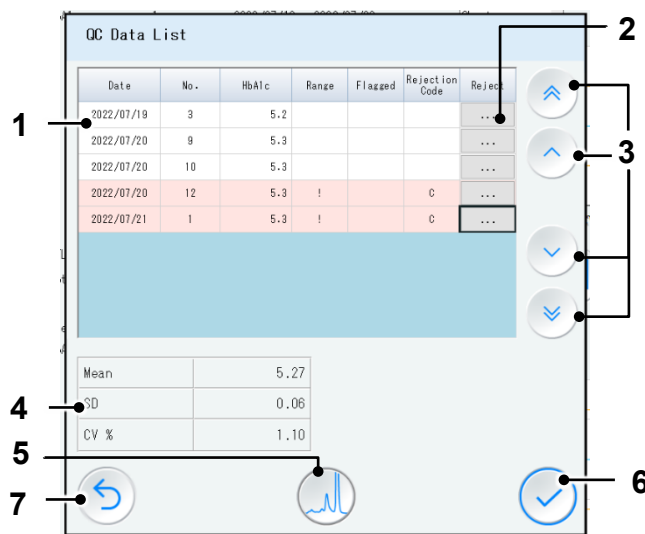 QC Data List
2
Date No. HbA1c Range Flagged Rejection Code Reject
1
2022/07/19 3 5.2 ...
2022/07/20 9 5.3 ...
3
2022/07/20 10 5.3 ...
2022/07/20 12 5.3 ! C ...
2022/07/21 1 5.3 ! C ...
Mean 5.27
4
SD 0.06
CV % 1.10
5
6
7